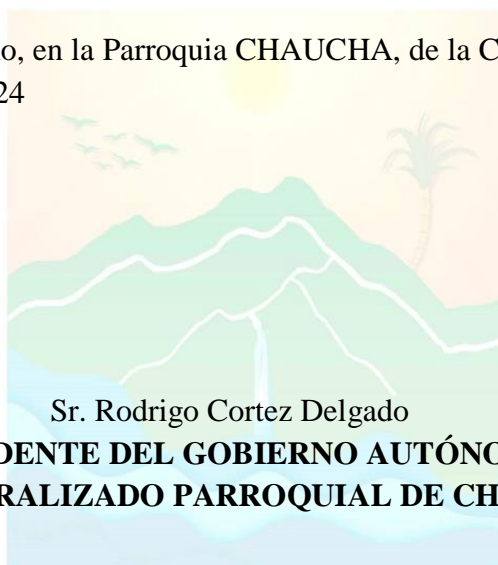 o, en la Parroquia CHAUCHA, de la C
24
Sr. Rodrigo Cortez Delgado
DENTE DEL GOBIERNO AUTÓNO
RALIZADO PARROQUIAL DE CH